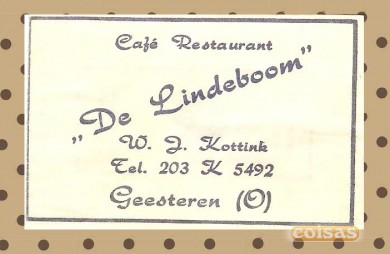 Café Restaurant
„De Lindeboom”
W. J. Kottink
Tel. 203 K 5492
Geesteren (O)
coisas